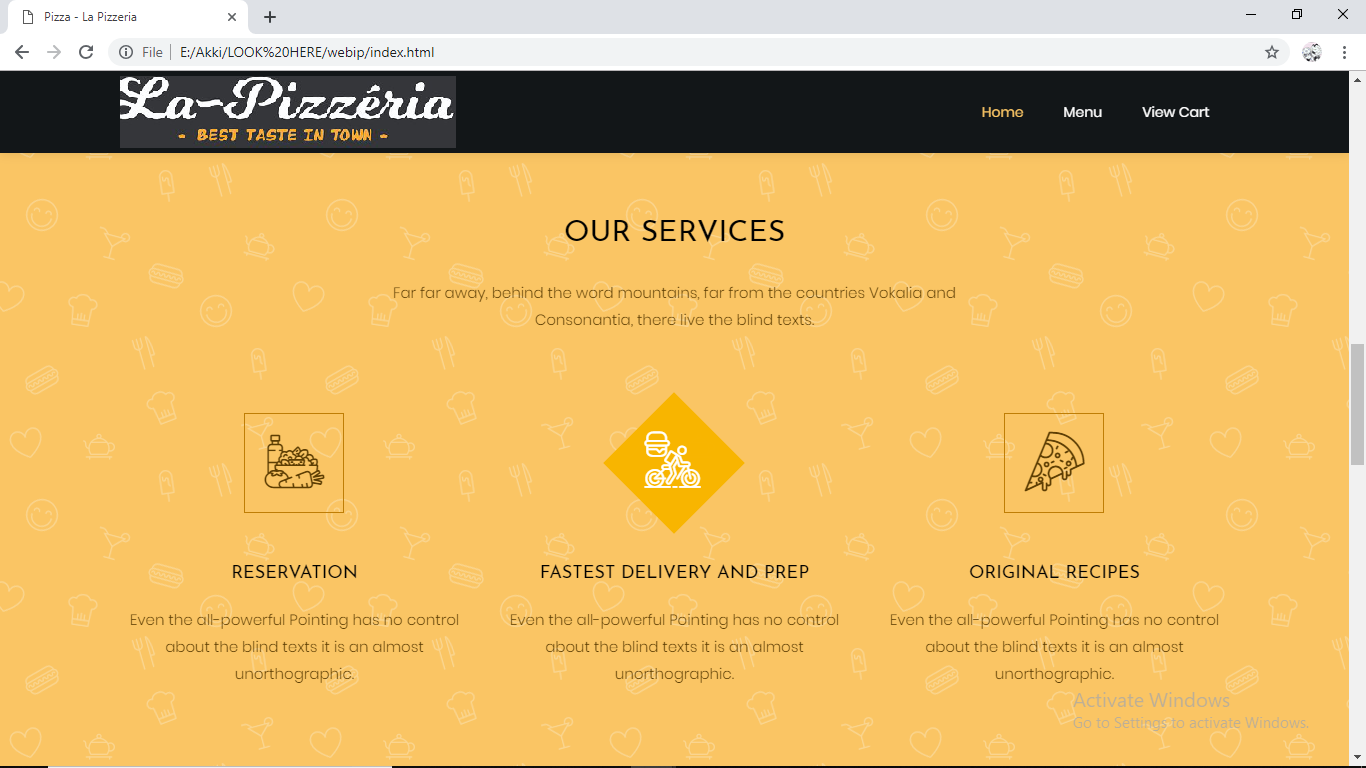 Pizza - La Pizzeria
File
E:/Akki/LOOK%20HERE/webip/index.html
La-Pizzéria
- BEST TASTE IN TOWN -
Home
Menu
View Cart
OUR SERVICES
Far far away, behind the word mountains, far from the countries Vokalia and
Consonantia, there live the blind texts.
RESERVATION
Even the all-powerful Pointing has no control
about the blind texts it is an almost
unorthographic.
FASTEST DELIVERY AND PREP
Even the all-powerful Pointing has no control
about the blind texts it is an almost
unorthographic.
ORIGINAL RECIPES
Even the all-powerful Pointing has no control
about the blind texts it is an almost
unorthographic.
Activate Windows
Go to Settings to activate Windows.